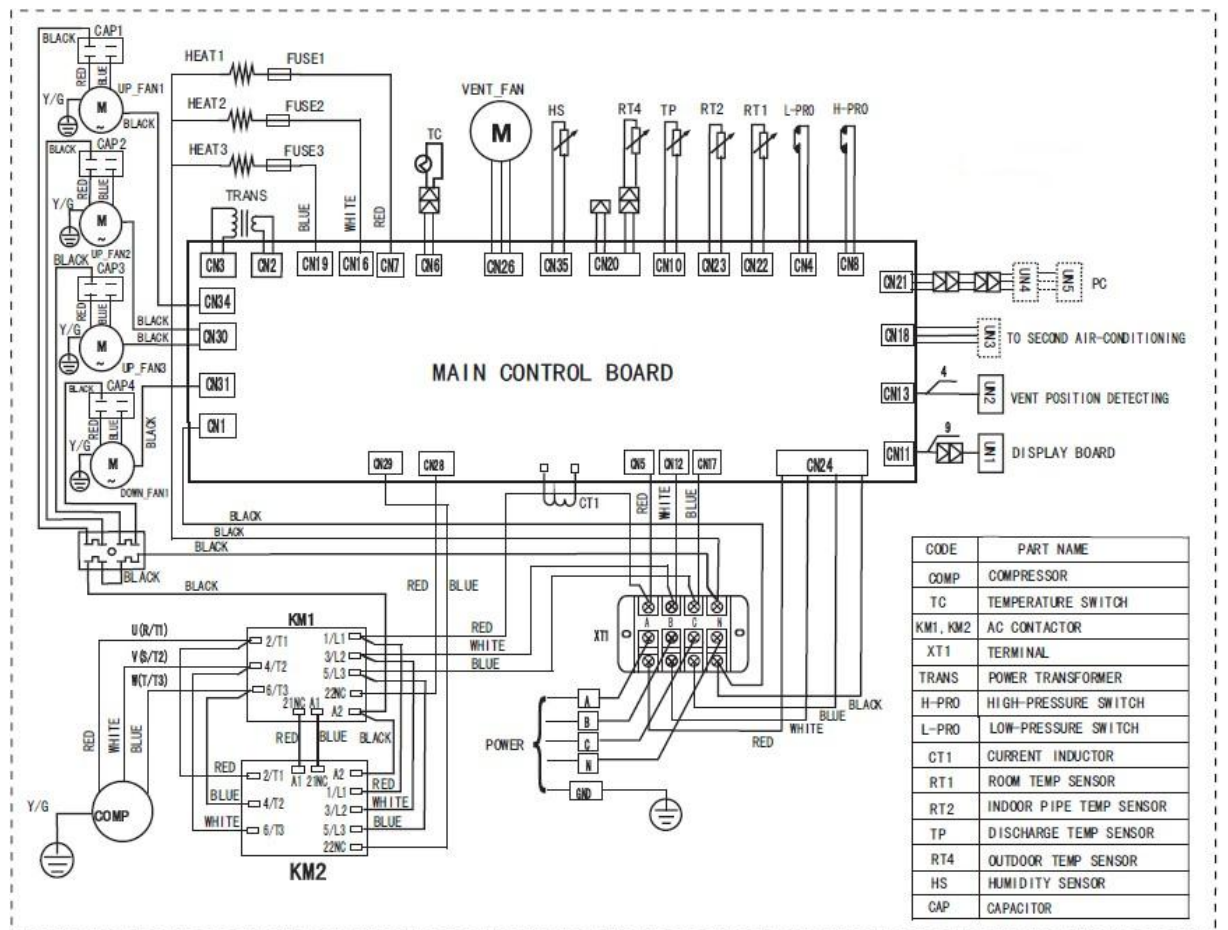 BLACK
CAP1
RED
BLUE
Y/G
M
~
UP_FAN1
BLACK
BLACK
CAP2
RED
BLUE
Y/G
M
~
UP_FAN2
BLACK
CAP3
RED
BLUE
Y/G
M
~
UP_FAN3
BLACK
BLACK
BLACK
CAP4
RED
BLUE
Y/G
M
~
DOWN_FAN1
BLACK
HEAT1
FUSE1
HEAT2
FUSE2
HEAT3
FUSE3
TRANS
BLUE
WHITE
RED
TC
VENT_FAN
M
HS
RT4
TP
RT2
RT1
L-PRO
H-PRO
CN3
CN2
CN19
CN16
CN7
CN6
CN26
CN35
CN20
CN10
CN23
CN22
CN4
CN8
CN34
CN30
CN31
CN1
MAIN CONTROL BOARD
CN21
UN4
UN5
PC
CN18
UN3
TO SECOND AIR-CONDITIONING
CN13
4
UN2
VENT POSITION DETECTING
CN11
9
UN1
DISPLAY BOARD
CN29
CN28
CT1
CN5
CN12
CN17
CN24
RED
WHITE
BLUE
BLACK
BLACK
BLACK
BLACK
BLACK
RED
BLUE
KM1
U(R/T1)
V(S/T2)
W(T/T3)
2/T1
4/T2
6/T3
1/L1
3/L2
5/L3
22NC
21NC
A1
A2
RED
WHITE
BLUE
RED
BLUE
BLACK
RED
BLUE
WHITE
2/T1
4/T2
6/T3
A1
21NC
A2
1/L1
3/L2
5/L3
22NC
RED
WHITE
BLUE
KM2
RED
WHITE
BLUE
Y/G
COMP
XT1
A
B
C
N
POWER
A
B
C
N
GND
RED
WHITE
BLUE
BLACK
CODE PART NAME
COMP COMPRESSOR
TC TEMPERATURE SWITCH
KM1, KM2 AC CONTACTOR
XT1 TERMINAL
TRANS POWER TRANSFORMER
H-PRO HIGH-PRESSURE SWITCH
L-PRO LOW-PRESSURE SWITCH
CT1 CURRENT INDUCTOR
RT1 ROOM TEMP SENSOR
RT2 INDOOR PIPE TEMP SENSOR
TP DISCHARGE TEMP SENSOR
RT4 OUTDOOR TEMP SENSOR
HS HUMIDITY SENSOR
CAP CAPACITOR